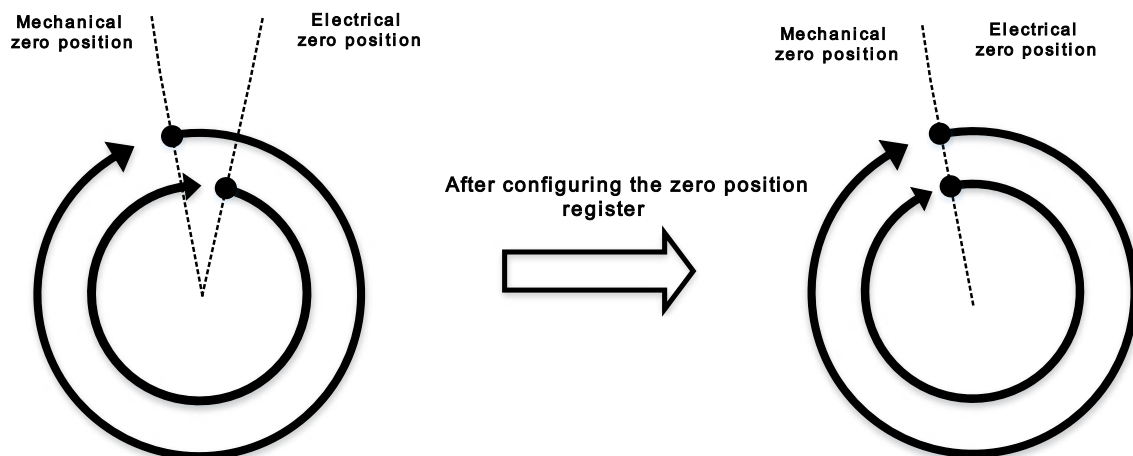 Mechanical
zero position
Electrical
zero position
After configuring the zero position
register
Mechanical
zero position
Electrical
zero position